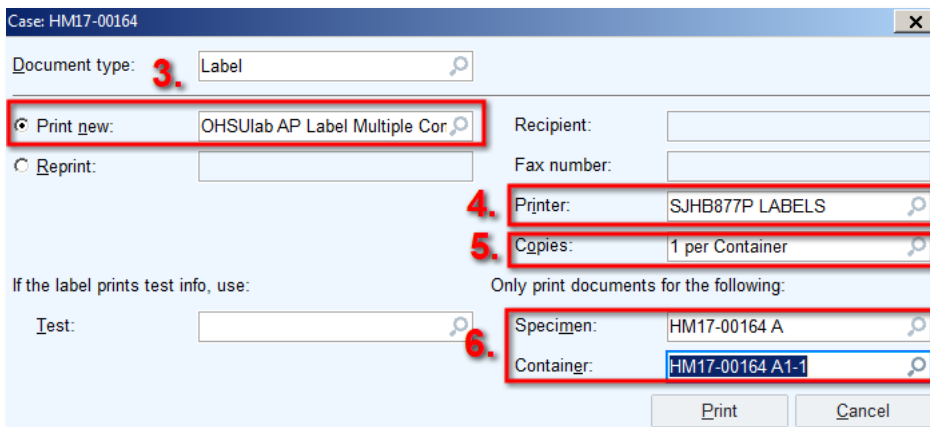 Case: HM17-00164
Document type: Label
3.
Print new: OHSUlab AP Label Multiple Con
Recipient:
Reprint:
Fax number:
4. Printer: SJHB877P LABELS
5. Copies: 1 per Container
If the label prints test info, use:
Only print documents for the following:
Test:
6. Specimen: HM17-00164 A
Container: HM17-00164 A1-1
Print Cancel